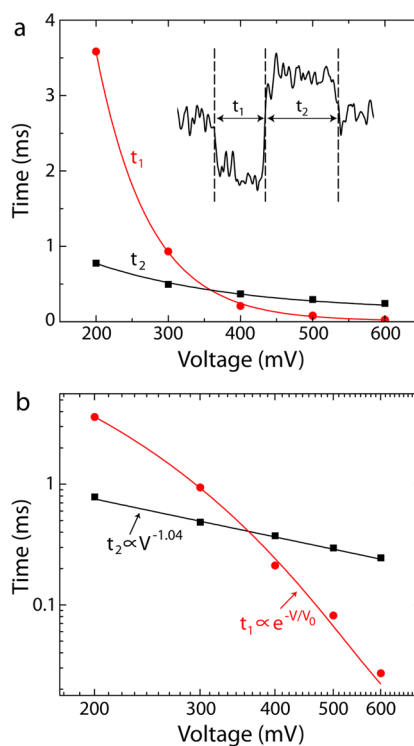 a
4
3
2
1
0
Time (ms)
t₁
t₂
t₁
t₂
200 300 400 500 600
Voltage (mV)
b
1
0.1
Time (ms)
t₂∝V⁻¹·⁰⁴
t₁∝e⁻ⱽ/ⱽ₀
200 300 400 500 600
Voltage (mV)